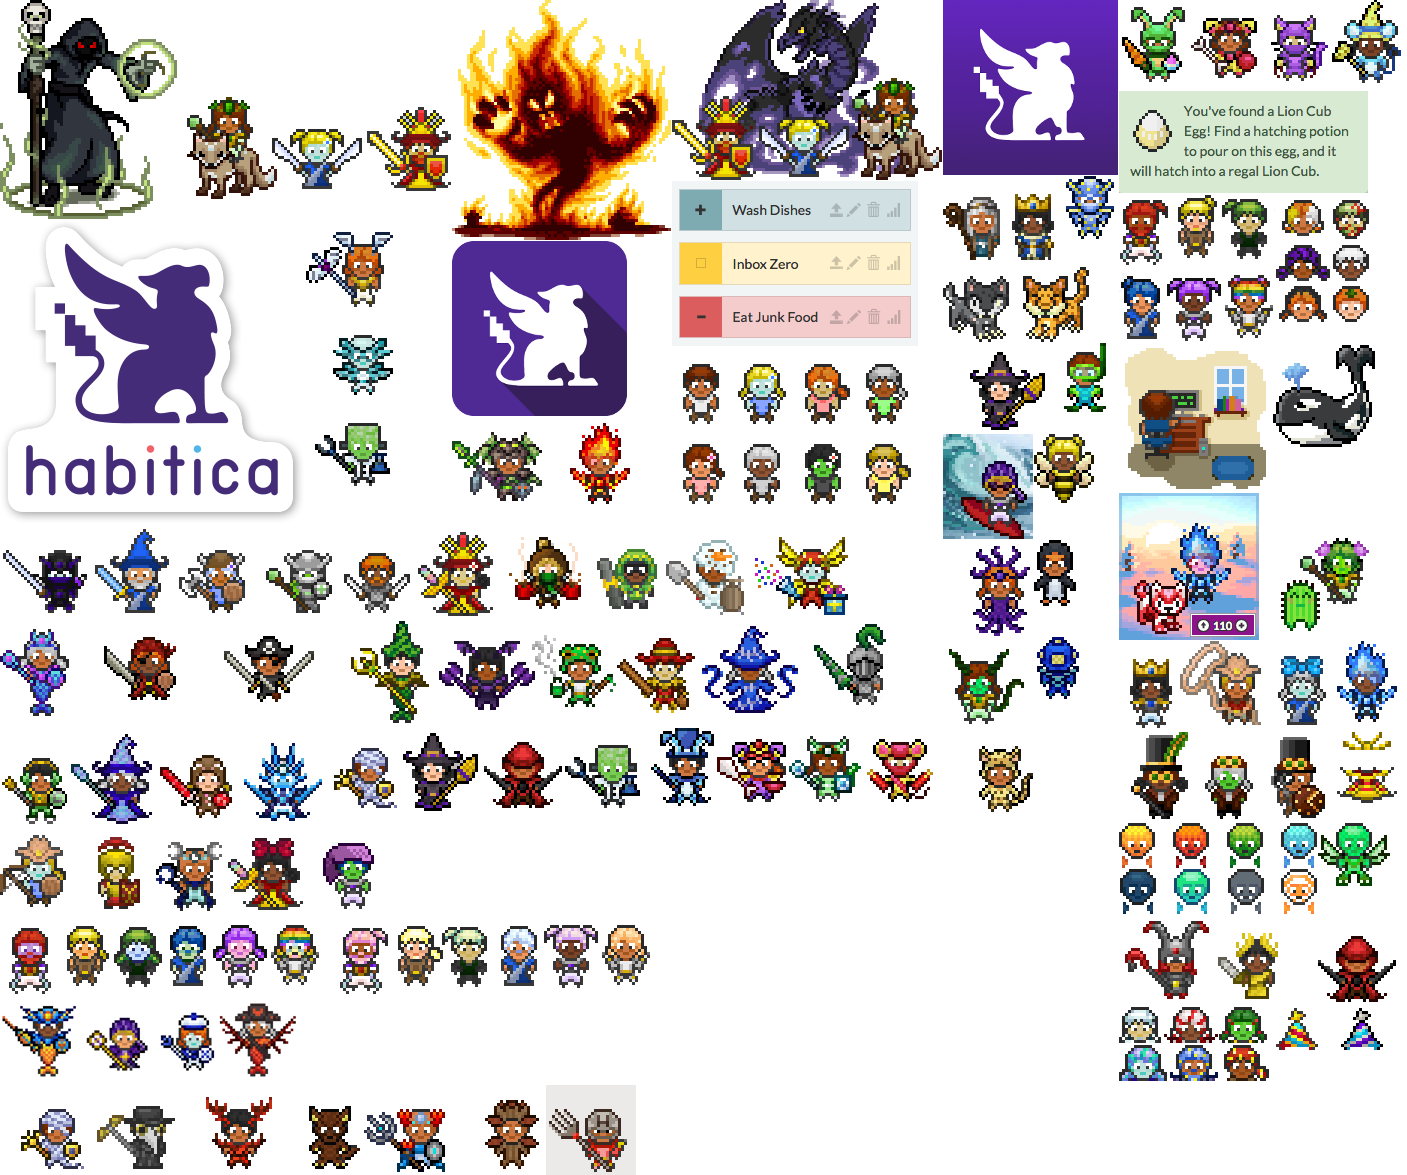 You've found a Lion Cub
Egg! Find a hatching potion
to pour on this egg, and it
will hatch into a regal Lion Cub.
Wash Dishes
Inbox Zero
Eat Junk Food
habitica
110